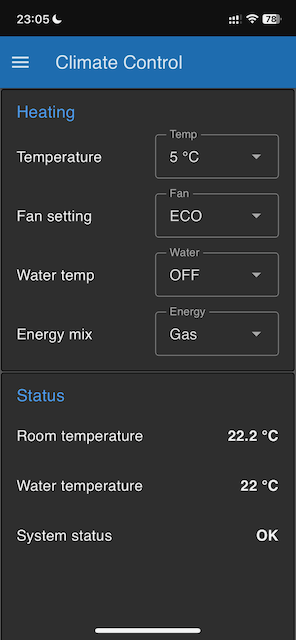 23:05 78
Climate Control
Heating
Temp
Temperature 5 °C
Fan
Fan setting ECO
Water
Water temp OFF
Energy
Energy mix Gas
Status
Room temperature 22.2 °C
Water temperature 22 °C
System status OK